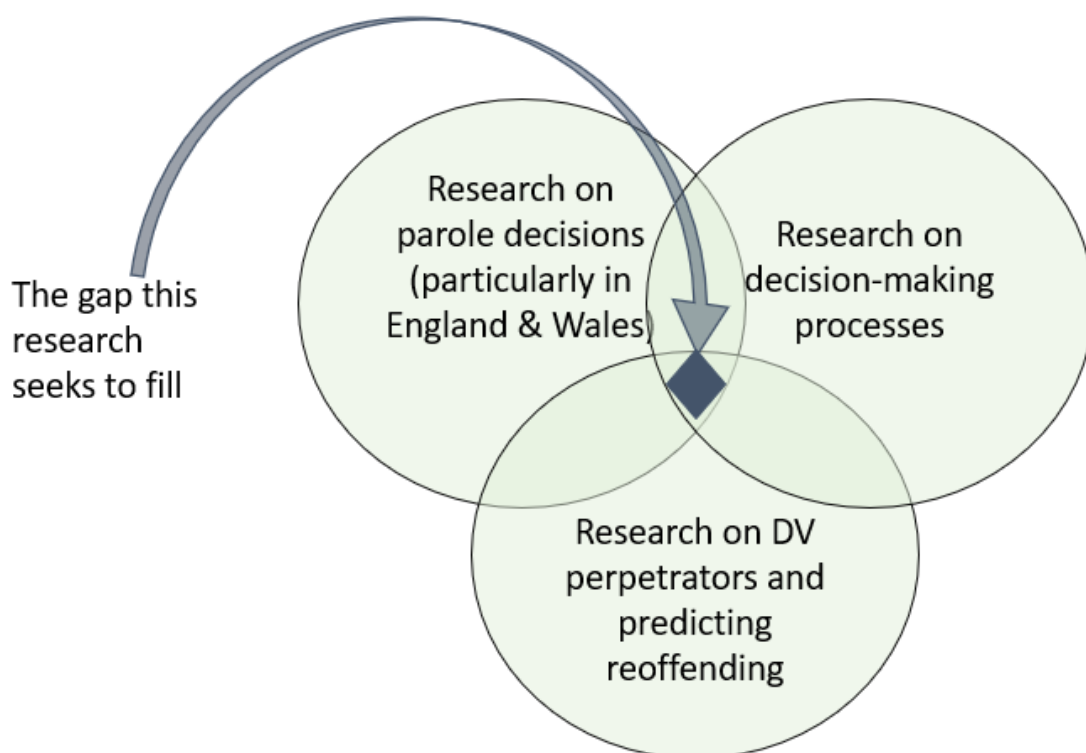 Research on
parole decisions
(particularly in
England & Wales)
Research on
decision-making
processes
The gap this
research
seeks to fill
Research on DV
perpetrators and
predicting
reoffending